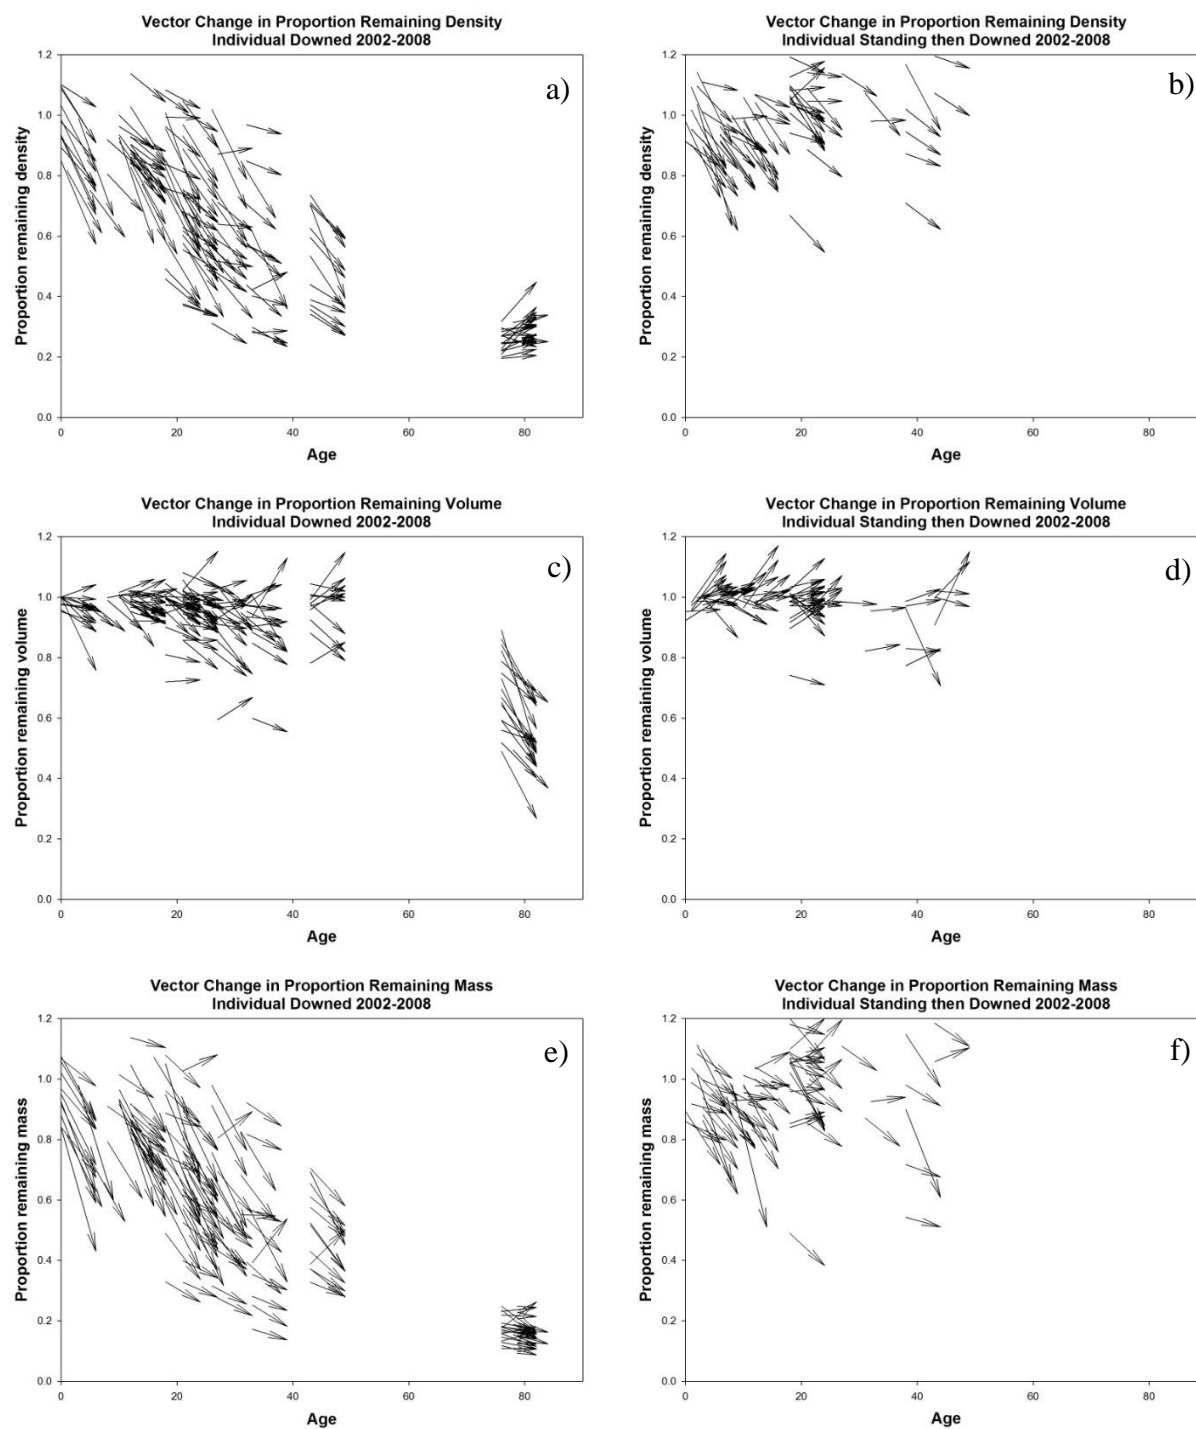 Vector Change in Proportion Remaining Density
Individual Downed 2002-2008
a)
1.2
1.0
0.8
0.6
0.4
0.2
0.0
Proportion remaining density
0 20 40 60 80
Age
Vector Change in Proportion Remaining Density
Individual Standing then Downed 2002-2008
b)
1.2
1.0
0.8
0.6
0.4
0.2
0.0
Proportion remaining density
0 20 40 60 80
Age
Vector Change in Proportion Remaining Volume
Individual Downed 2002-2008
c)
1.2
1.0
0.8
0.6
0.4
0.2
0.0
Proportion remaining volume
0 20 40 60 80
Age
Vector Change in Proportion Remaining Volume
Individual Standing then Downed 2002-2008
d)
1.2
1.0
0.8
0.6
0.4
0.2
0.0
Proportion remaining volume
0 20 40 60 80
Age
Vector Change in Proportion Remaining Mass
Individual Downed 2002-2008
e)
1.2
1.0
0.8
0.6
0.4
0.2
0.0
Proportion remaining mass
0 20 40 60 80
Age
Vector Change in Proportion Remaining Mass
Individual Standing then Downed 2002-2008
f)
1.2
1.0
0.8
0.6
0.4
0.2
0.0
Proportion remaining mass
0 20 40 60 80
Age